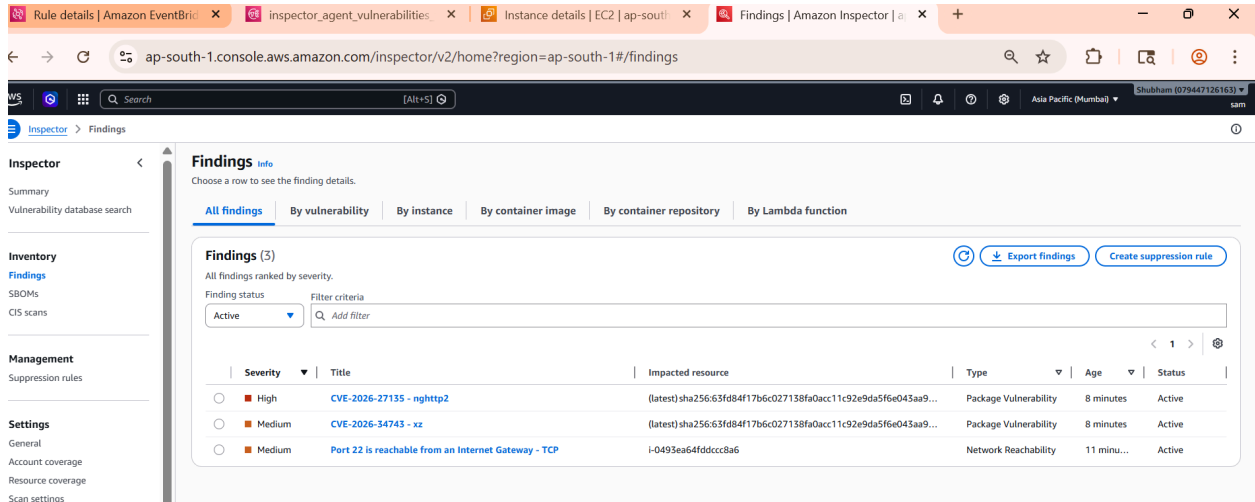 Rule details | Amazon EventBrid
inspector_agent_vulnerabilities_
Instance details | EC2 | ap-south
Findings | Amazon Inspector | a
ap-south-1.console.aws.amazon.com/inspector/v2/home?region=ap-south-1#/findings
Search
[Alt+S]
Asia Pacific (Mumbai)
Shubham (079447126163)
sam
Inspector > Findings
Inspector
Summary
Vulnerability database search
Inventory
Findings
SBOMs
CIS scans
Management
Suppression rules
Settings
General
Account coverage
Resource coverage
Scan settings
Findings Info
Choose a row to see the finding details.
All findings By vulnerability By instance By container image By container repository By Lambda function
Findings (3)
Export findings
Create suppression rule
All findings ranked by severity.
Finding status
Filter criteria
Active
Add filter
1
Severity Title Impacted resource Type Age Status
High CVE-2026-27135 - nghttp2 (latest) sha256:63fd84f17b6c027138fa0acc11c92e9da5f6e043aa9... Package Vulnerability 8 minutes Active
Medium CVE-2026-34743 - xz (latest) sha256:63fd84f17b6c027138fa0acc11c92e9da5f6e043aa9... Package Vulnerability 8 minutes Active
Medium Port 22 is reachable from an Internet Gateway - TCP i-0493ea64fddccc8a6 Network Reachability 11 minu... Active